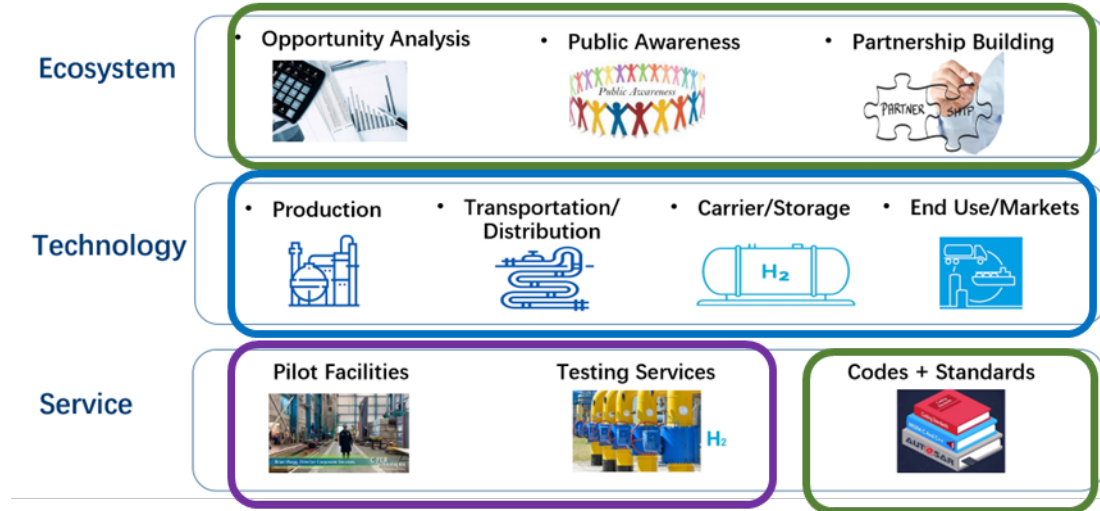 Ecosystem
• Opportunity Analysis
• Public Awareness
• Partnership Building
Public Awareness
PARTNER
SHIP
Technology
• Production
• Transportation/
Distribution
• Carrier/Storage
• End Use/Markets
H₂
Service
Pilot Facilities
Testing Services
Codes + Standards
H₂
AUTOSAR